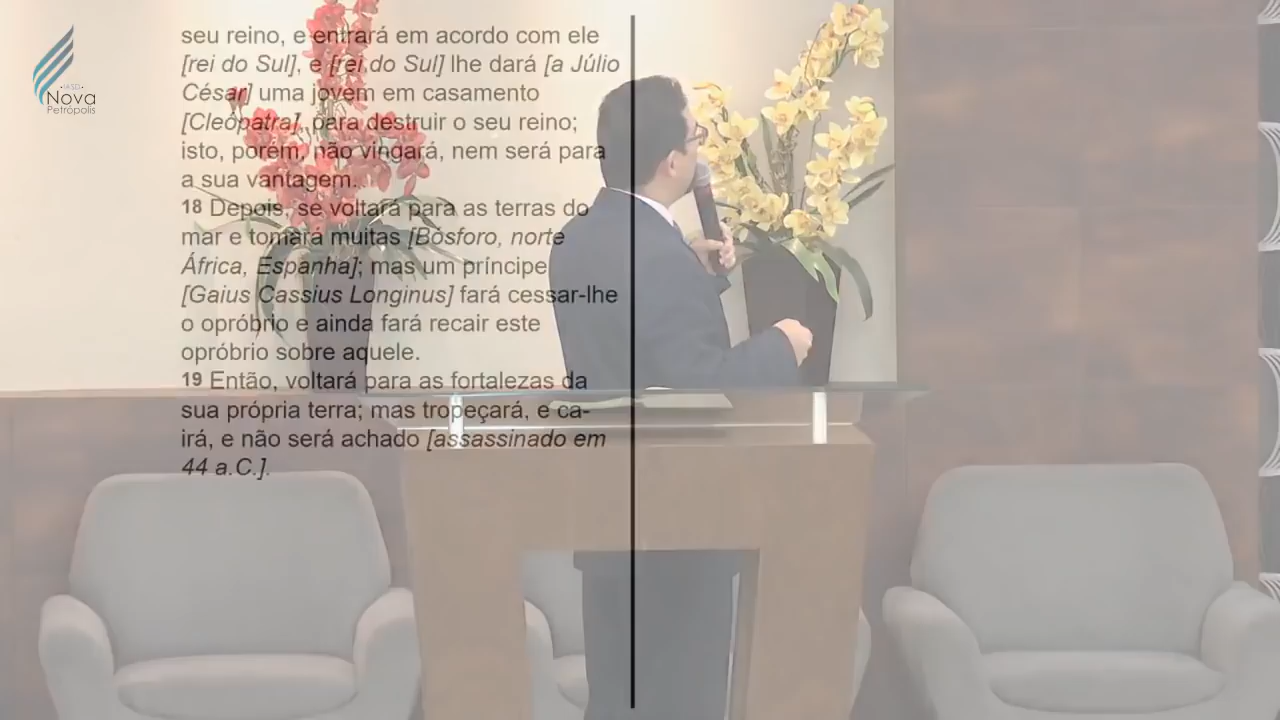 IASD
Nova
Petrópolis
seu reino, e entrará em acordo com ele
[rei do Sul], e [rei do Sul] lhe dará [a Júlio
César] uma jovem em casamento
[Cleópatra], para destruir o seu reino;
isto, porém, não vingará, nem será para
a sua vantagem.
18 Depois, se voltará para as terras do
mar e tomará muitas [Bósforo, norte
África, Espanha]; mas um príncipe
[Gaius Cassius Longinus] fará cessar-lhe
o opróbrio e ainda fará recair este
opróbrio sobre aquele.
19 Então, voltará para as fortalezas da
sua própria terra; mas tropeçará, e ca-
irá, e não será achado [assassinado em
44 a.C.].